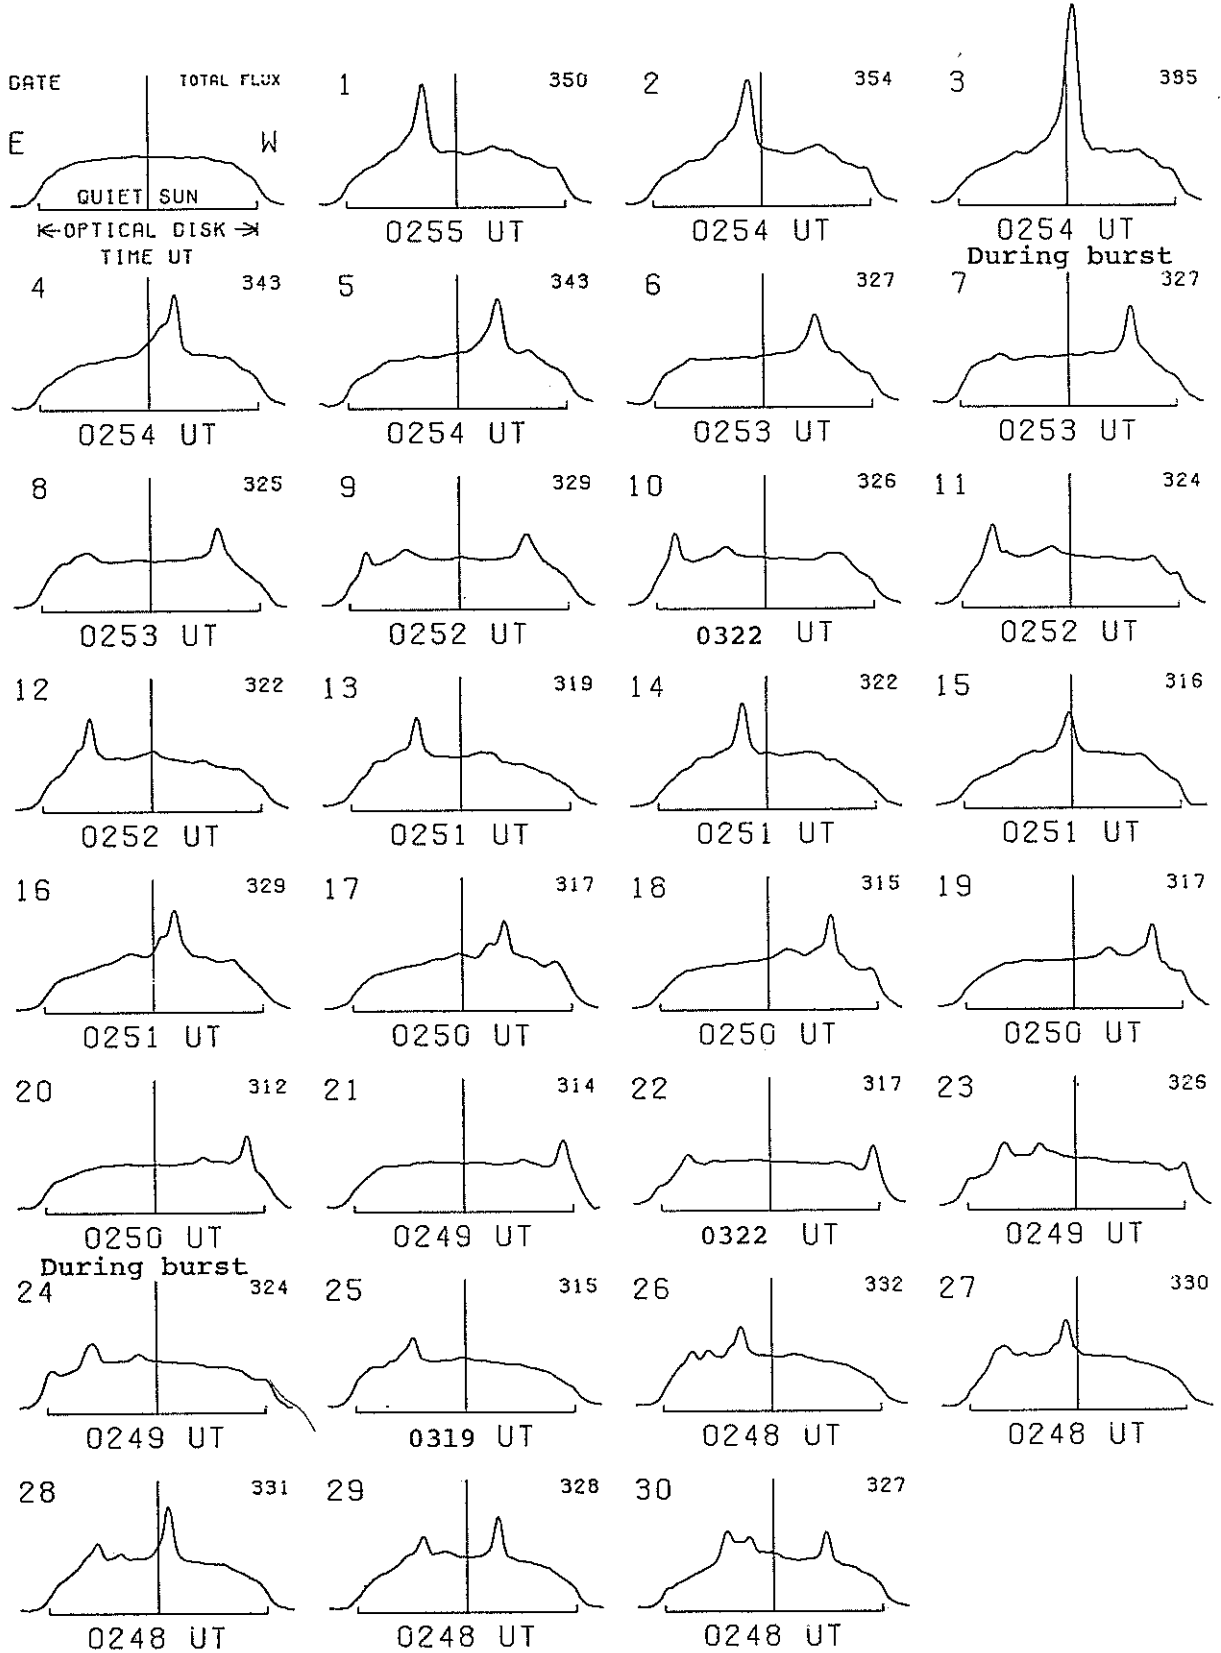 DATE TOTAL FLUX 1 350 2 354 3 385
E W
QUIET SUN
OPTICAL DISK 0255 UT 0254 UT 0254 UT
TIME UT During burst
4 343 5 343 6 327 7 327
0254 UT 0254 UT 0253 UT 0253 UT
8 325 9 329 10 326 11 324
0253 UT 0252 UT 0322 UT 0252 UT
12 322 13 319 14 322 15 316
0252 UT 0251 UT 0251 UT 0251 UT
16 329 17 317 18 315 19 317
0251 UT 0250 UT 0250 UT 0250 UT
20 312 21 314 22 317 23 326
0250 UT 0249 UT 0322 UT 0249 UT
During burst
24 324 25 315 26 332 27 330
0249 UT 0319 UT 0248 UT 0248 UT
28 331 29 328 30 327
0248 UT 0248 UT 0248 UT